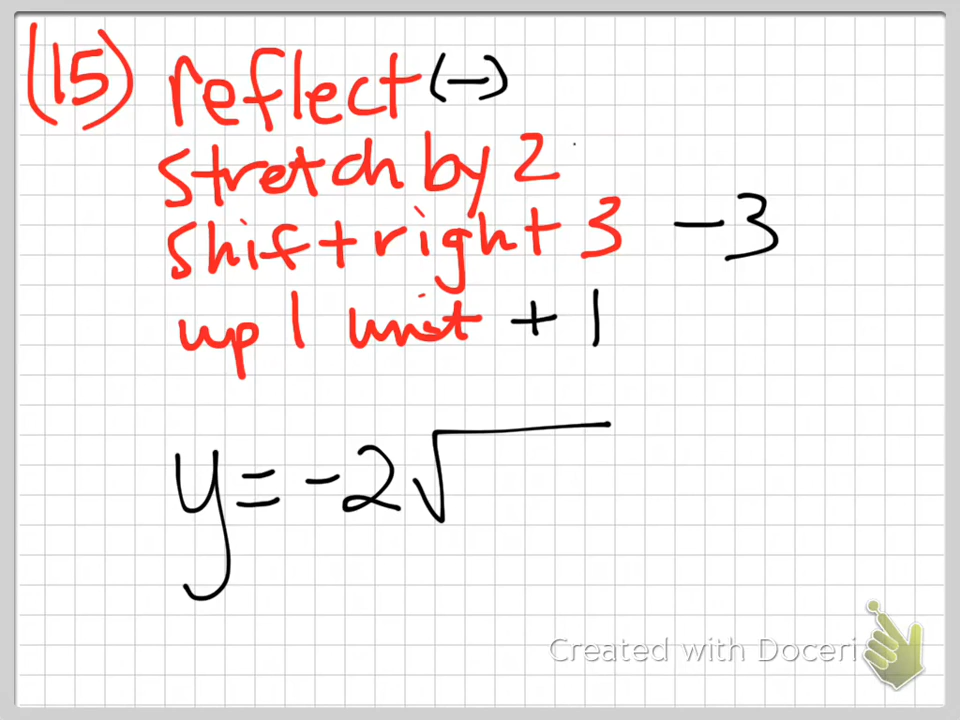 (15) reflect (-)
stretch by 2
shift right 3 -3
up 1 unit +1
y = -2√
Created with Doceri